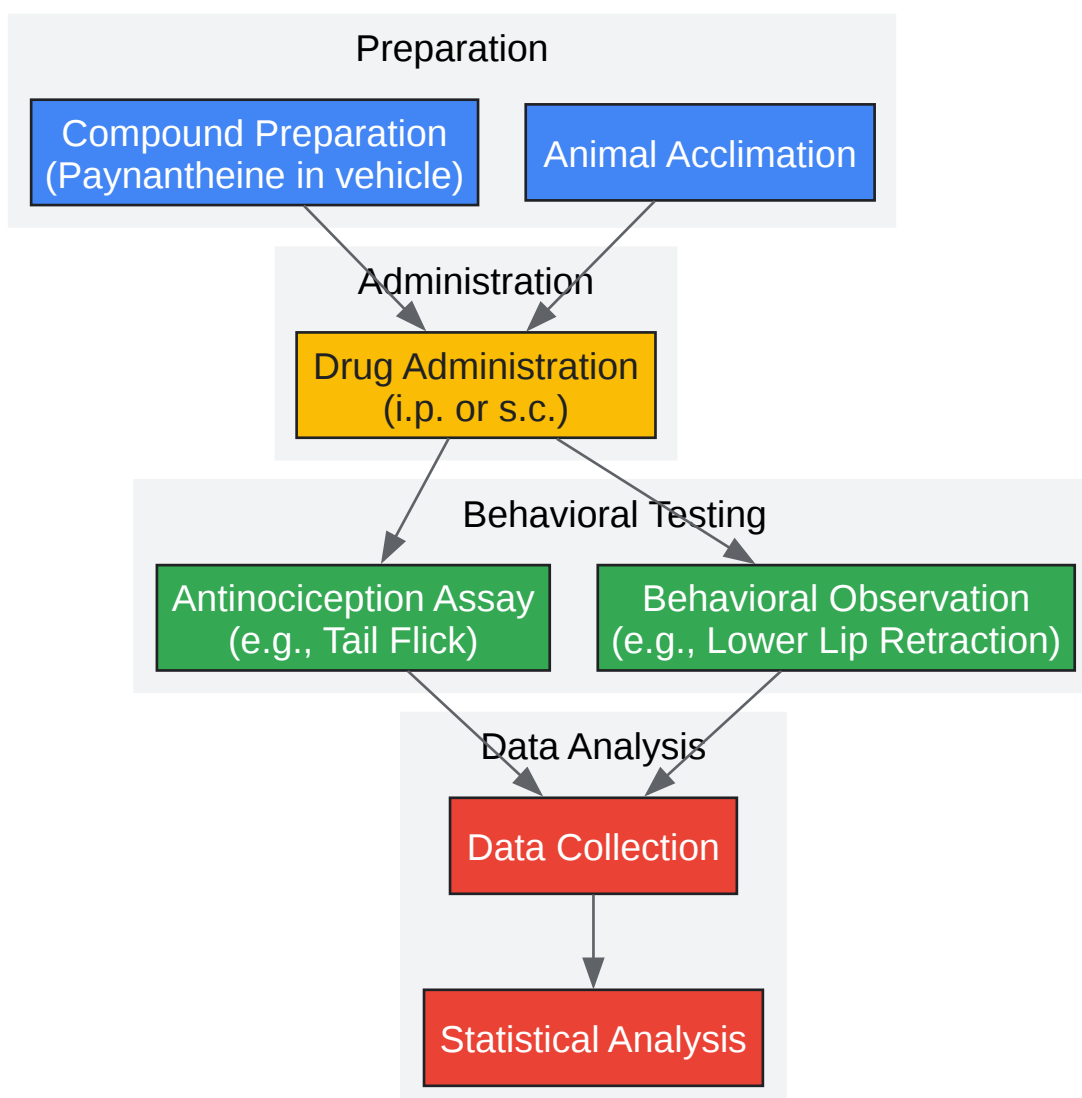 Preparation
Compound Preparation
(Paynantheine in vehicle)
Animal Acclimation
Administration
Drug Administration
(i.p. or s.c.)
Behavioral Testing
Antinociception Assay
(e.g., Tail Flick)
Behavioral Observation
(e.g., Lower Lip Retraction)
Data Analysis
Data Collection
Statistical Analysis